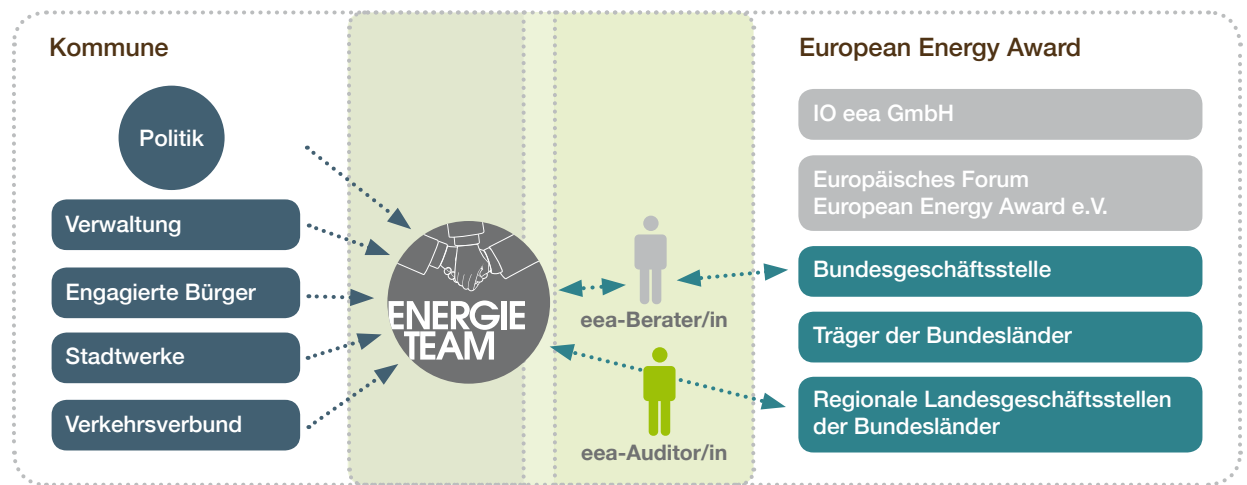 Kommune
Politik
Verwaltung
Engagierte Bürger
Stadtwerke
Verkehrsverbund
ENERGIE
TEAM
eea-Berater/in
eea-Auditor/in
European Energy Award
IO eea GmbH
Europäisches Forum
European Energy Award e.V.
Bundesgeschäftsstelle
Träger der Bundesländer
Regionale Landesgeschäftsstellen
der Bundesländer